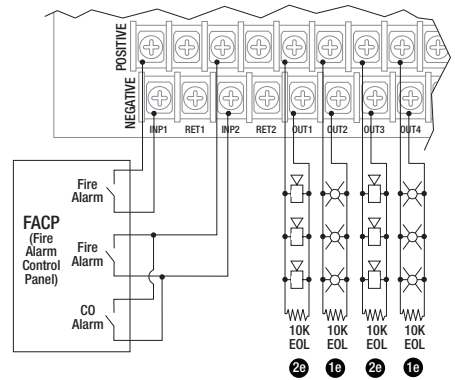 POSITIVE
NEGATIVE
INP1 RET1 INP2 RET2 OUT1 OUT2 OUT3 OUT4
FACP
(Fire
Alarm
Control
Panel)
Fire
Alarm
Fire
Alarm
CO
Alarm
10K
EOL
10K
EOL
10K
EOL
10K
EOL
2e 1e 2e 1e